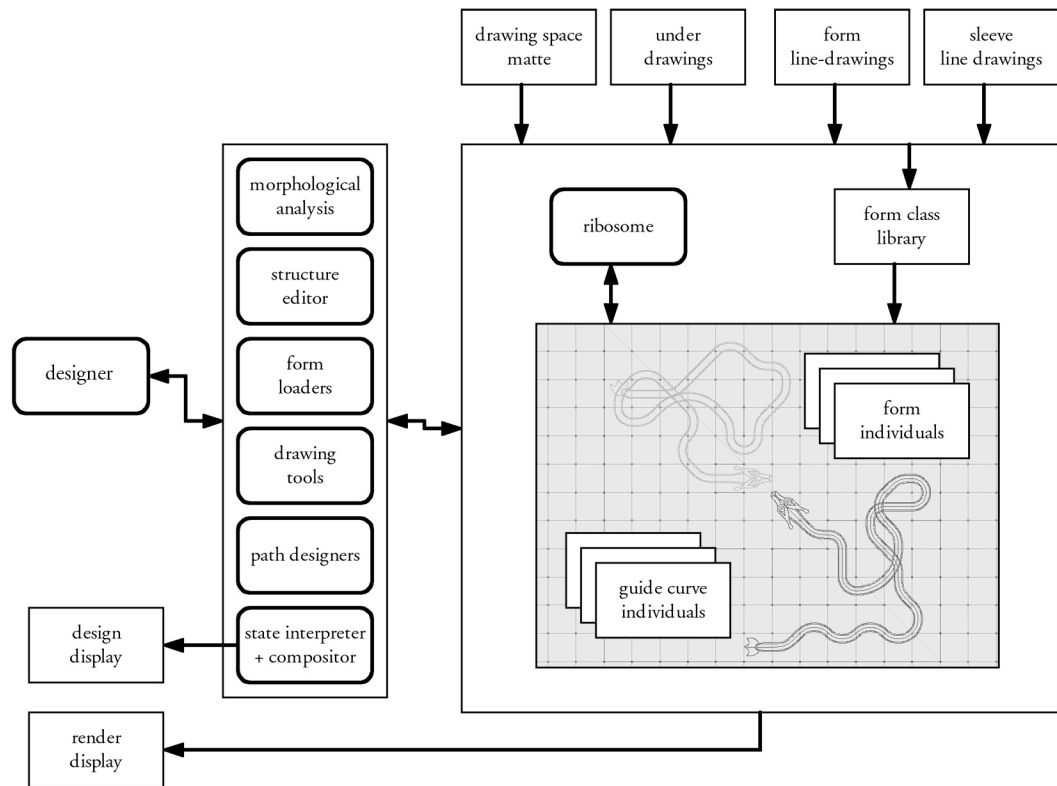 drawing space
matte
under
drawings
form
line-drawings
sleeve
line drawings
morphological
analysis
structure
editor
form
loaders
drawing
tools
path designers
state interpreter
+ compositor
designer
design
display
render
display
ribosome
form class
library
form
individuals
guide curve
individuals